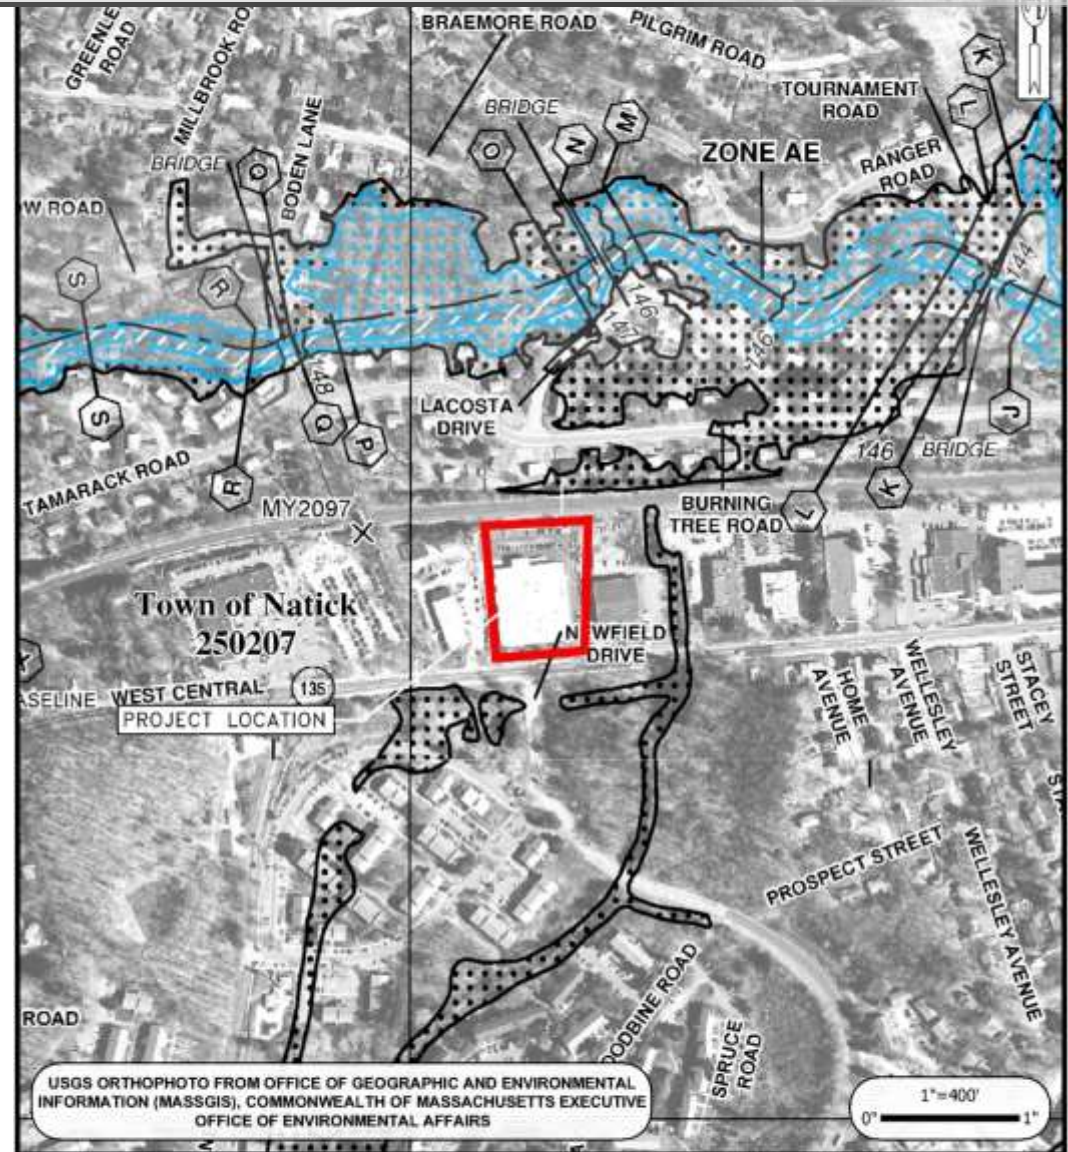 BRAEMORE ROAD
PILGRIM ROAD
GREENLE
ROAD
MILLBROOK RO
BODEN LANE
BRIDGE
TOURNAMENT
ROAD
K
L
M
N
O
ZONE AE
RANGER
ROAD
BRIDGE
Q
W ROAD
S
R
144
146
147
146
148
S
Q
P
R
LACOSTA
DRIVE
J
146
BRIDGE
K
L
TAMARACK ROAD
MY2097
BURNING
TREE ROAD
Town of Natick
250207
NEWFIELD
DRIVE
ASELINE
WEST CENTRAL
135
PROJECT LOCATION
HOME
AVENUE
WELLESLEY
AVENUE
STACEY
STREET
PROSPECT STREET
WELLESLEY AVENUE
ROAD
OODBINE ROAD
SPRUCE
ROAD
USGS ORTHOPHOTO FROM OFFICE OF GEOGRAPHIC AND ENVIRONMENTAL
INFORMATION (MASSGIS), COMMONWEALTH OF MASSACHUSETTS EXECUTIVE
OFFICE OF ENVIRONMENTAL AFFAIRS
1"=400'
0" 1"